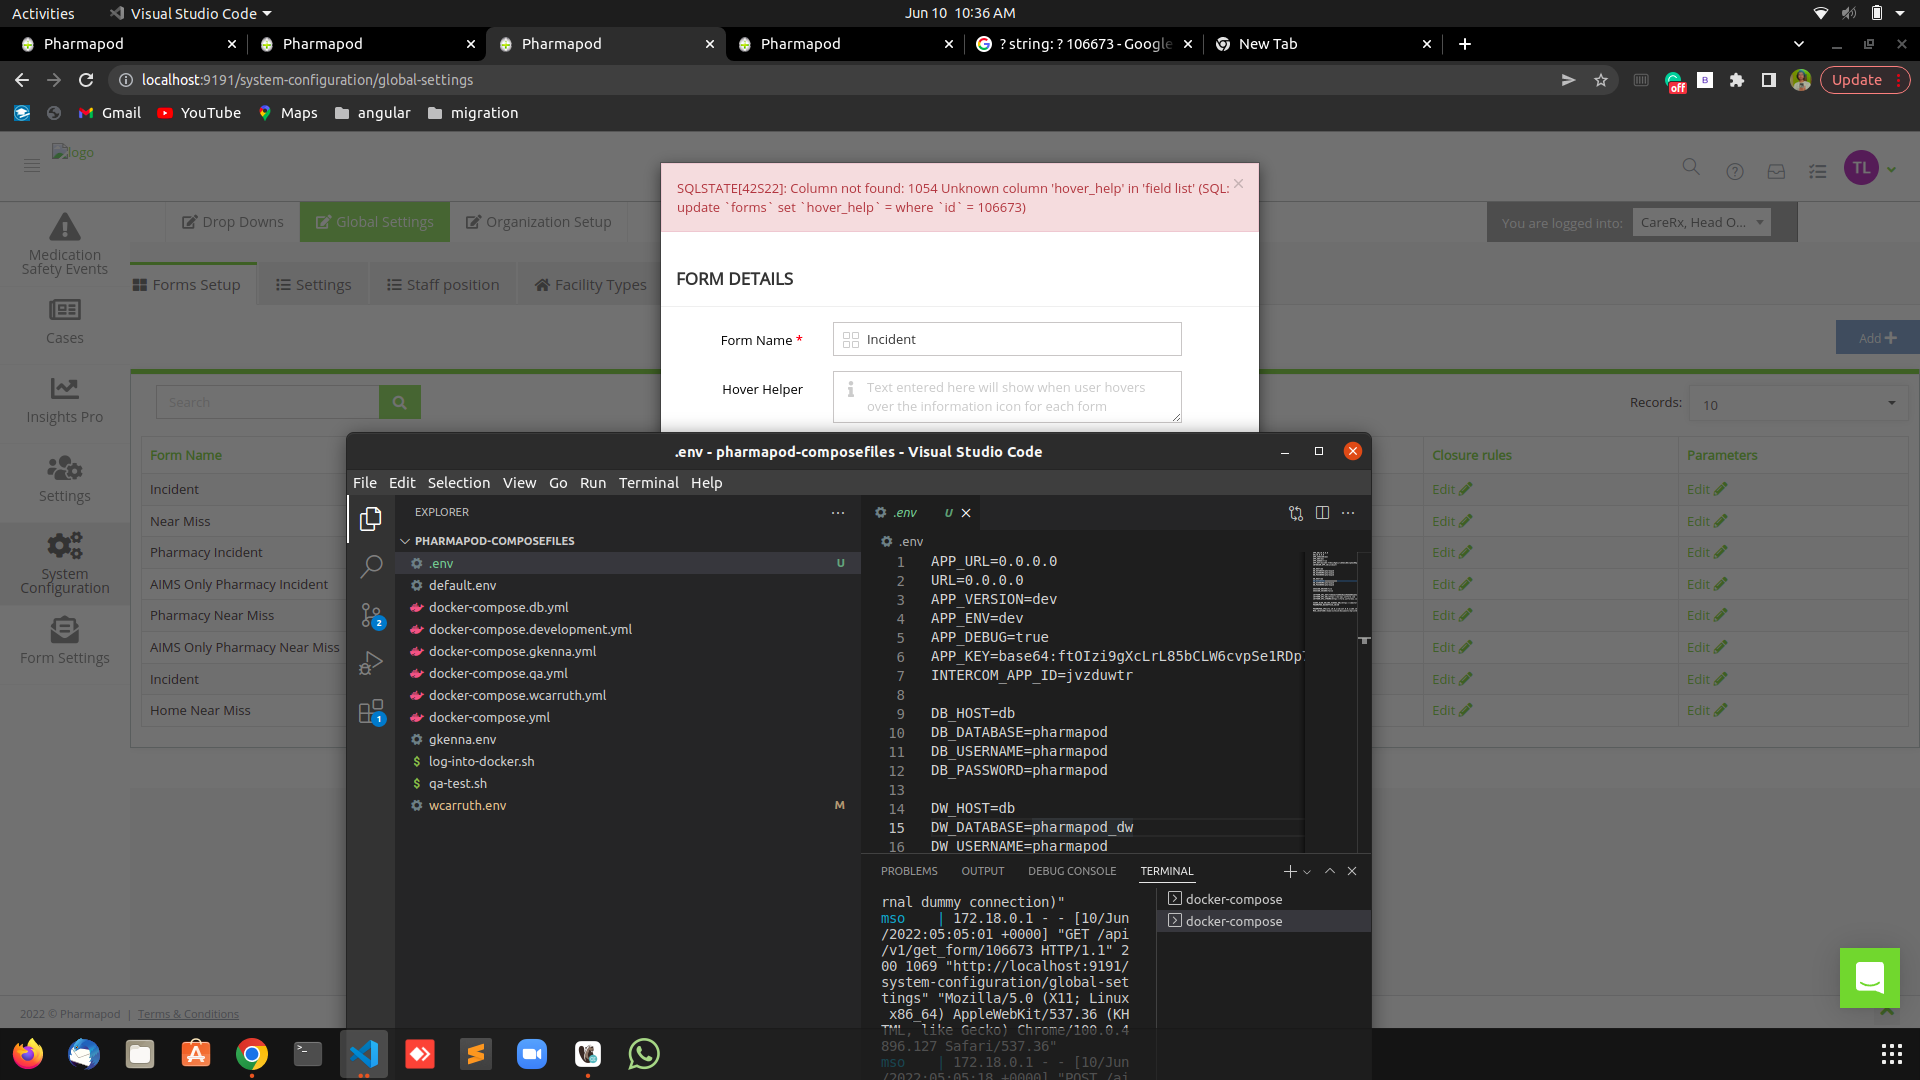 Activities
Visual Studio Code
Jun 10 10:36 AM
Pharmapod
Pharmapod
Pharmapod
Pharmapod
? string: ? 106673 - Google
New Tab
localhost:9191/system-configuration/global-settings
off
B
Update
Gmail
YouTube
Maps
angular
migration
logo
TL
SQLSTATE[42S22]: Column not found: 1054 Unknown column 'hover_help' in 'field list' (SQL:
update `forms` set `hover_help` = where `id` = 106673)
Drop Downs
Global Settings
Organization Setup
You are logged into:
CareRx, Head O...
Medication
Safety Events
Cases
Insights Pro
Settings
System
Configuration
Form Settings
Forms Setup
Settings
Staff position
Facility Types
Add
FORM DETAILS
Form Name *
Incident
Hover Helper
Text entered here will show when user hovers
over the information icon for each form
Search
Records:
10
Form Name
Closure rules
Parameters
Incident
Edit
Edit
Near Miss
Edit
Edit
Pharmacy Incident
Edit
Edit
AIMS Only Pharmacy Incident
Edit
Edit
Pharmacy Near Miss
Edit
Edit
AIMS Only Pharmacy Near Miss
Edit
Edit
Incident
Edit
Edit
Home Near Miss
Edit
Edit
.env - pharmapod-composefiles - Visual Studio Code
File
Edit
Selection
View
Go
Run
Terminal
Help
EXPLORER
PHARMAPOD-COMPOSEFILES
.env
U
default.env
docker-compose.db.yml
docker-compose.development.yml
docker-compose.gkenna.yml
docker-compose.qa.yml
docker-compose.wcarruth.yml
docker-compose.yml
gkenna.env
$ log-into-docker.sh
$ qa-test.sh
wcarruth.env
M
2
1
.env
U
.env
1 APP_URL=0.0.0.0
2 URL=0.0.0.0
3 APP_VERSION=dev
4 APP_ENV=dev
5 APP_DEBUG=true
6 APP_KEY=base64:ftOIzi9gXcLrL85bCLW6cvpSe1RDp
7 INTERCOM_APP_ID=jvzduwtr
8
9 DB_HOST=db
10 DB_DATABASE=pharmapod
11 DB_USERNAME=pharmapod
12 DB_PASSWORD=pharmapod
13
14 DW_HOST=db
15 DW_DATABASE=pharmapod_dw
16 DW_USERNAME=pharmapod
PROBLEMS
OUTPUT
DEBUG CONSOLE
TERMINAL
docker-compose
docker-compose
rnal dummy connection)"
mso | 172.18.0.1 - - [10/Jun
/2022:05:05:01 +0000] "GET /api
/v1/get_form/106673 HTTP/1.1" 2
00 1069 "http://localhost:9191/
system-configuration/global-set
tings" "Mozilla/5.0 (X11; Linux
x86_64) AppleWebKit/537.36 (KH
TML, like Gecko) Chrome/100.0.4
896.127 Safari/537.36"
mso | 172.18.0.1 - - [10/Jun
/2022:05:05:18 +0000] "POST /ai
2022 © Pharmapod | Terms & Conditions